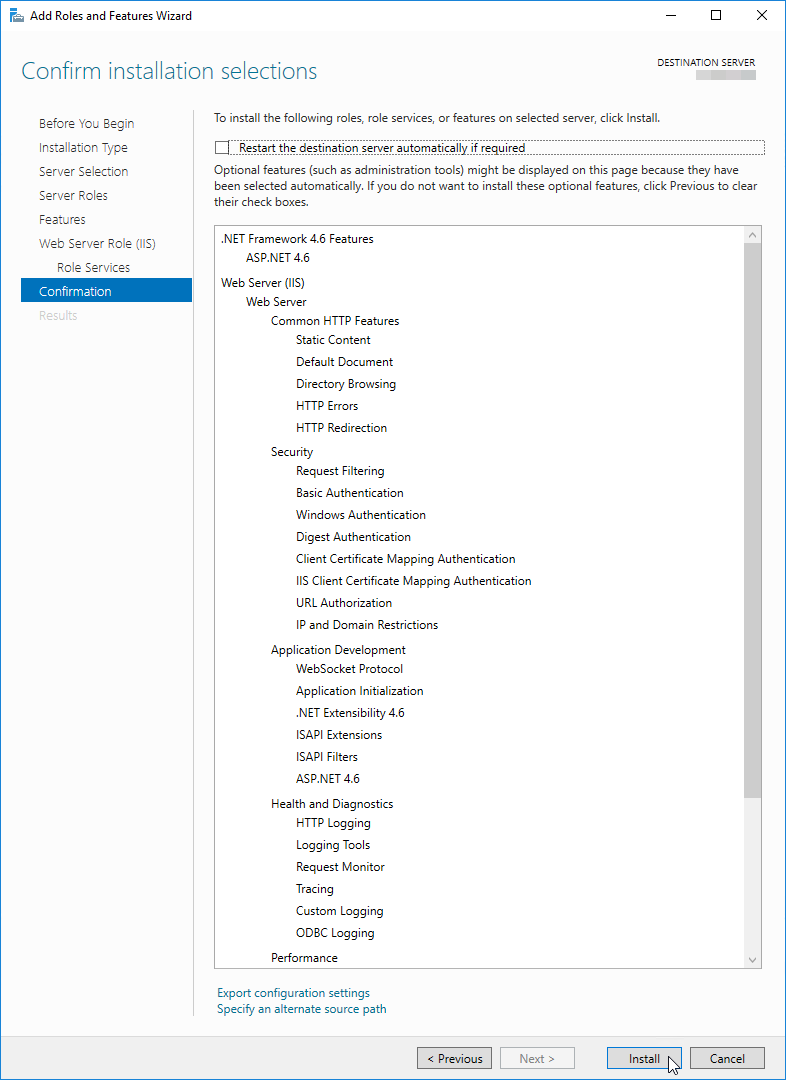 Add Roles and Features Wizard
Confirm installation selections
DESTINATION SERVER
Before You Begin
Installation Type
Server Selection
Server Roles
Features
Web Server Role (IIS)
Role Services
Confirmation
Results
To install the following roles, role services, or features on selected server, click Install.
Restart the destination server automatically if required
Optional features (such as administration tools) might be displayed on this page because they have
been selected automatically. If you do not want to install these optional features, click Previous to clear
their check boxes.
.NET Framework 4.6 Features
ASP.NET 4.6
Web Server (IIS)
Web Server
Common HTTP Features
Static Content
Default Document
Directory Browsing
HTTP Errors
HTTP Redirection
Security
Request Filtering
Basic Authentication
Windows Authentication
Digest Authentication
Client Certificate Mapping Authentication
IIS Client Certificate Mapping Authentication
URL Authorization
IP and Domain Restrictions
Application Development
WebSocket Protocol
Application Initialization
.NET Extensibility 4.6
ISAPI Extensions
ISAPI Filters
ASP.NET 4.6
Health and Diagnostics
HTTP Logging
Logging Tools
Request Monitor
Tracing
Custom Logging
ODBC Logging
Performance
Export configuration settings
Specify an alternate source path
< Previous
Next >
Install
Cancel